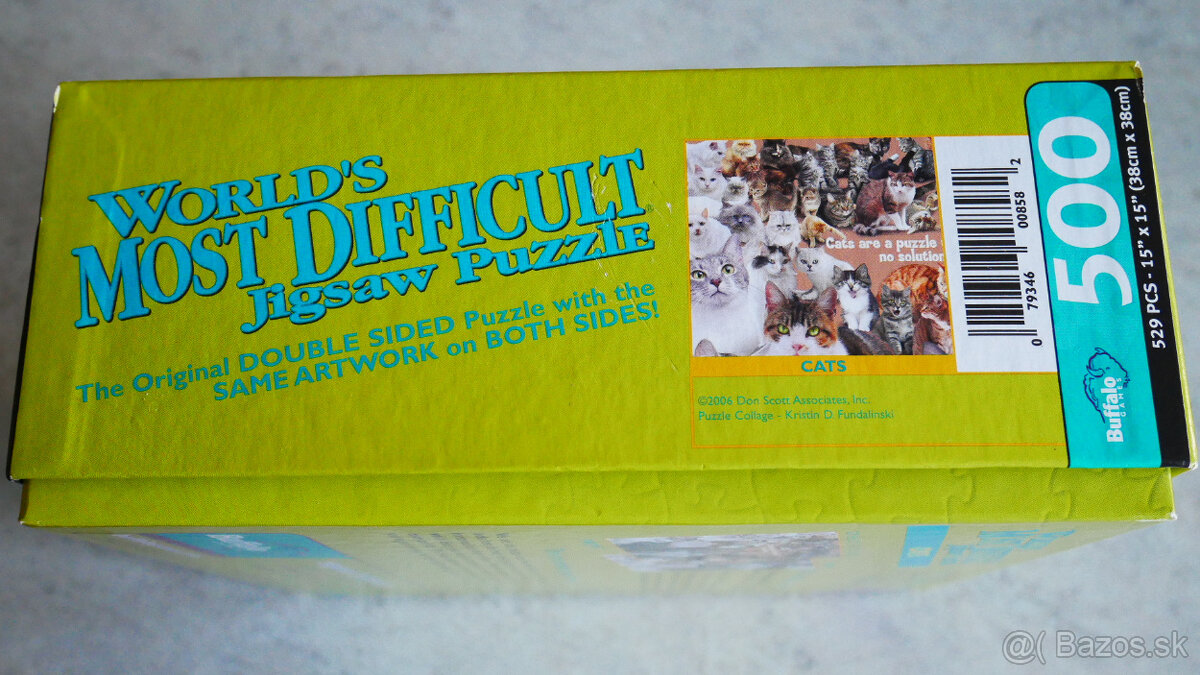 WORLD'S
MOST DIFFICULT
Jigsaw Puzzle
The Original DOUBLE SIDED Puzzle with the
SAME ARTWORK on BOTH SIDES!
Cats are a puzzle
no solution
CATS
©2006 Don Scott Associates, Inc.
Puzzle Collage - Kristin D. Fundalinski
0 79346 00858 2
500
529 PCS - 15" x 15" (38cm x 38cm)
Buffalo
GAMES
@( Bazos.sk